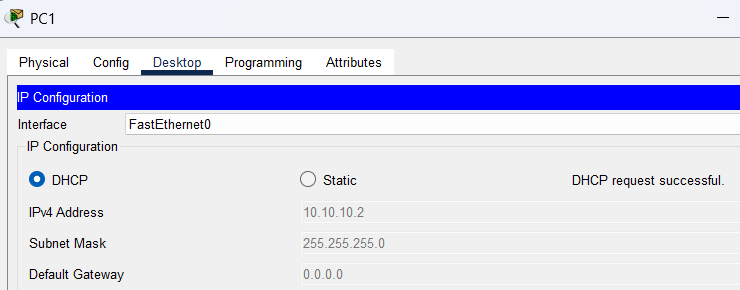 PC1
Physical Config Desktop Programming Attributes
IP Configuration
Interface FastEthernet0
IP Configuration
DHCP Static DHCP request successful.
IPv4 Address 10.10.10.2
Subnet Mask 255.255.255.0
Default Gateway 0.0.0.0